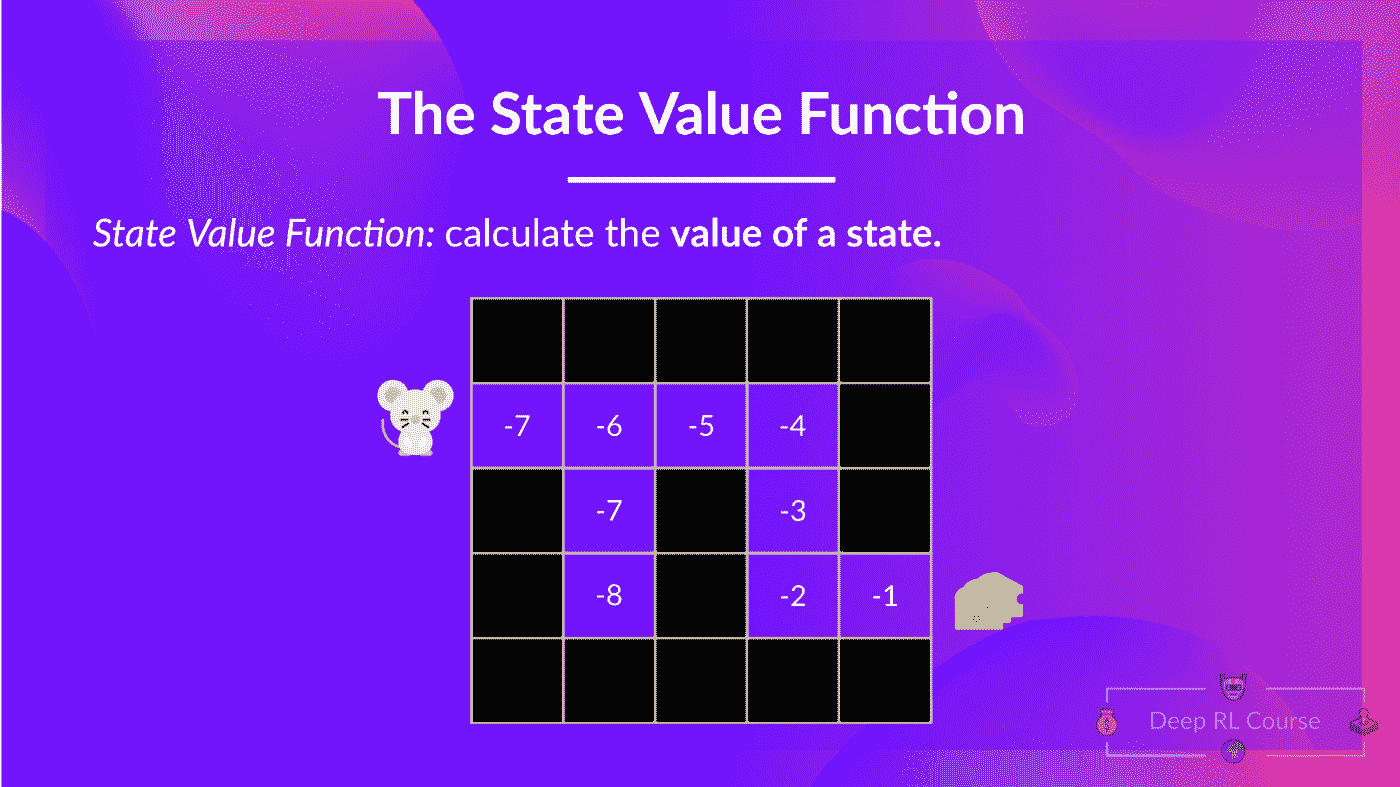 The State Value Function
State Value Function: calculate the value of a state.
-7 -6 -5 -4
-7 -3
-8 -2 -1
Deep RL Course